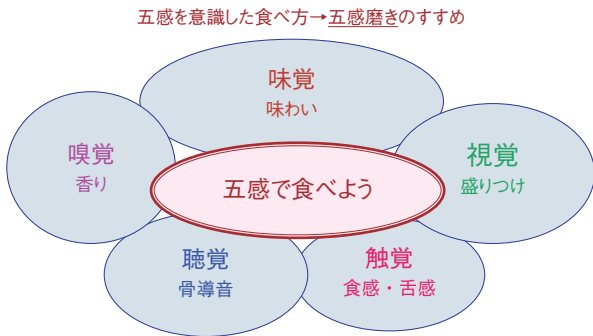 五感を意識した食べ方→五感磨きのすすめ
味覚
味わい
嗅覚
香り
視覚
盛りつけ
五感で食べよう
聴覚
骨導音
触覚
食感・舌感